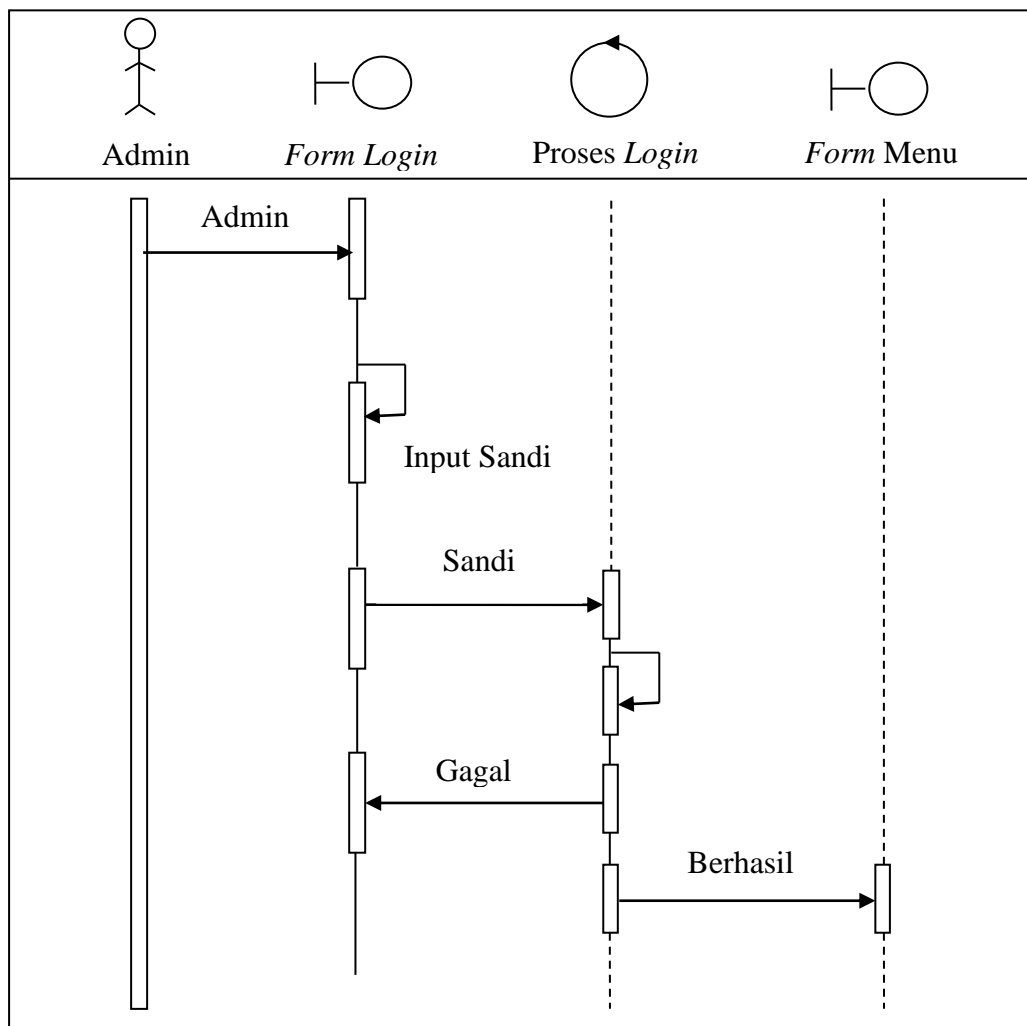 Admin
Form Login
Proses Login
Form Menu
Admin
Input Sandi
Sandi
Gagal
Berhasil